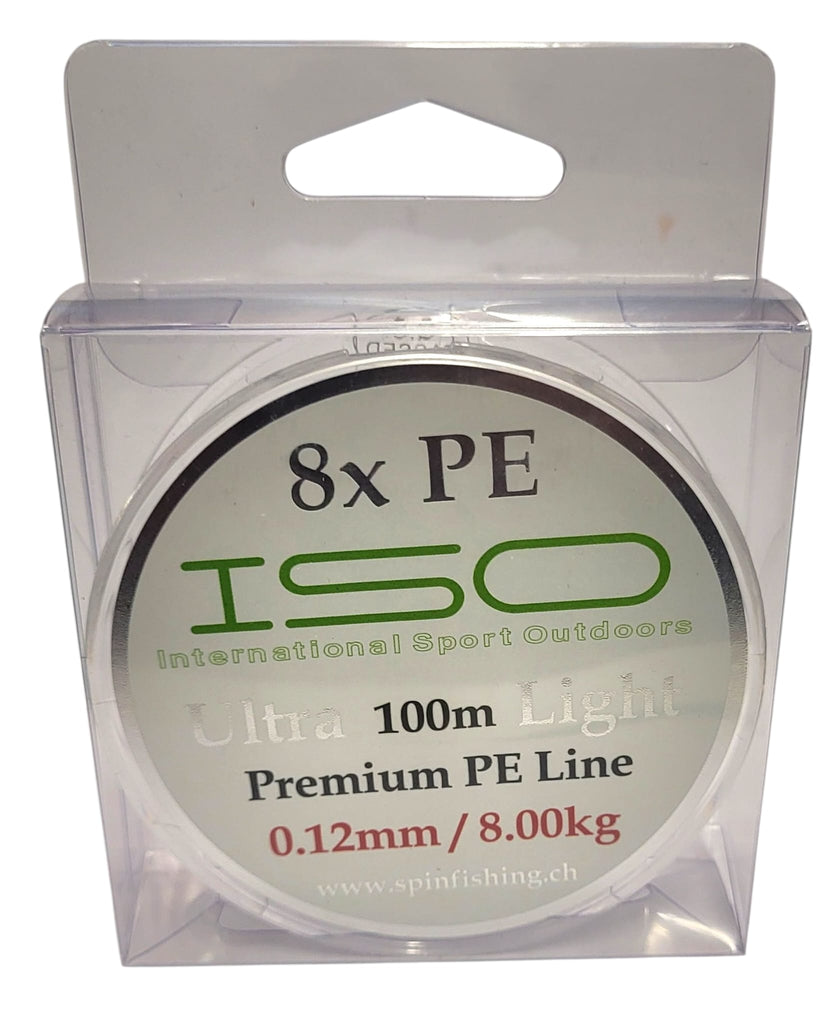 8x PE
ISO
International Sport Outdoors
Ultra 100m Light
Premium PE Line
0.12mm / 8.00kg
www.spinfishing.ch